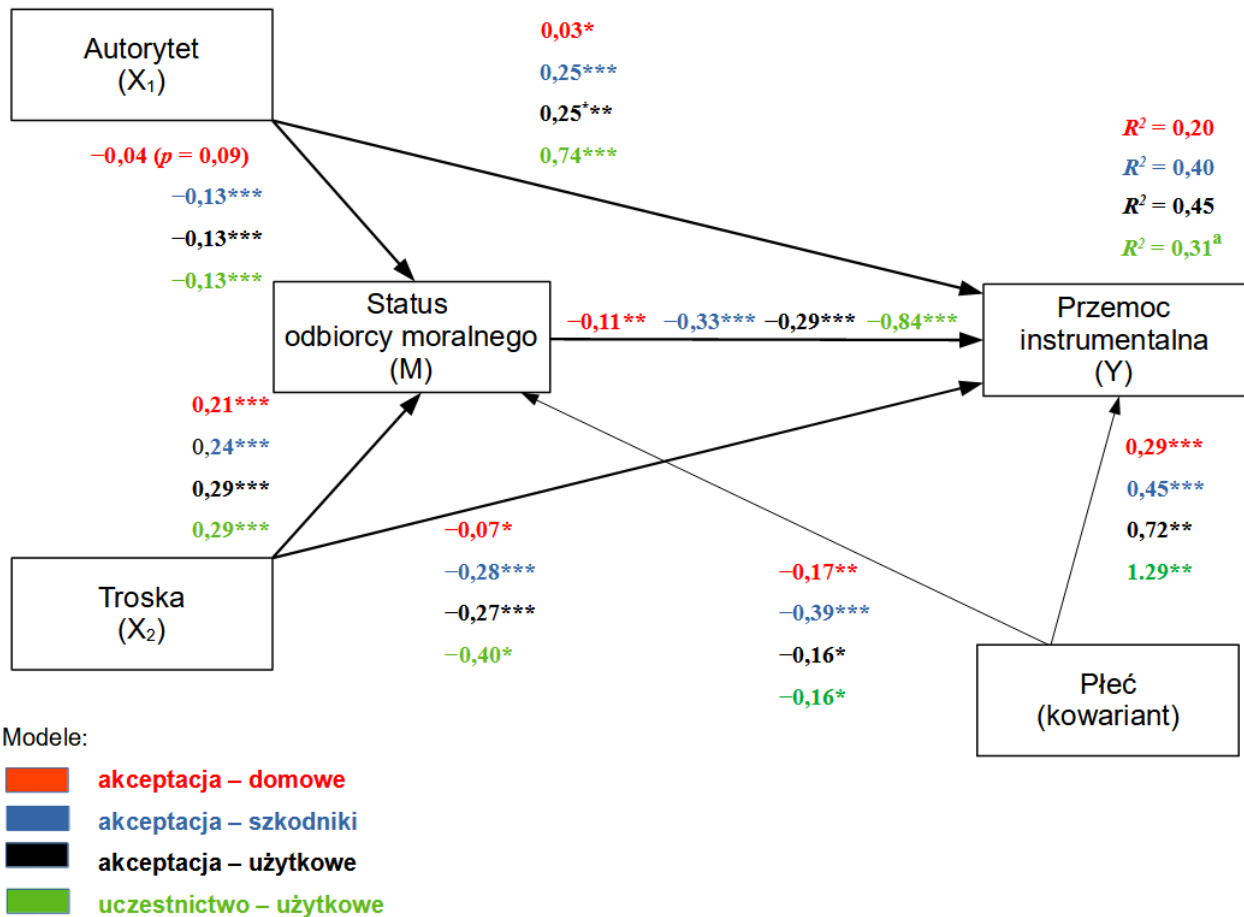 Autorytet
(X₁)
0,03*
0,25***
0,25***
0,74***
R² = 0,20
R² = 0,40
R² = 0,45
R² = 0,31ᵃ
−0,04 (p = 0,09)
−0,13***
−0,13***
−0,13***
Status
odbiorcy moralnego
(M)
−0,11** −0,33*** −0,29*** −0,84***
Przemoc
instrumentalna
(Y)
0,21***
0,24***
0,29***
0,29***
0,29***
0,45***
0,72**
1.29**
−0,07*
−0,28***
−0,27***
−0,40*
−0,17**
−0,39***
−0,16*
−0,16*
Troska
(X₂)
Płeć
(kowariant)
Modele:
akceptacja – domowe
akceptacja – szkodniki
akceptacja – użytkowe
uczestnictwo – użytkowe